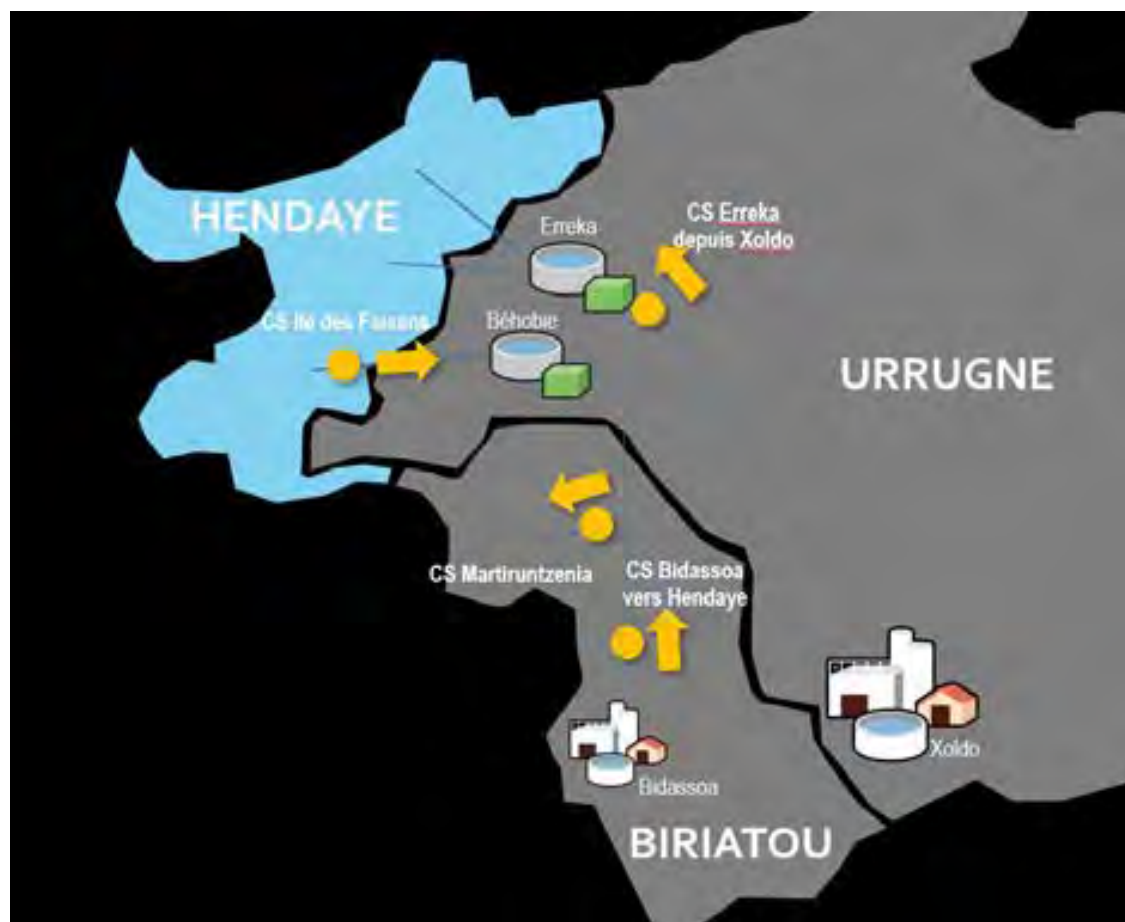 HENDAYE
Erreka
CS Erreka
depuis Xoldo
CS Ile des Faisans
Béhobie
URRUGNE
CS Martiruntzenia
CS Bidassoa
vers Hendaye
Xoldo
Bidassoa
BIRIATOU